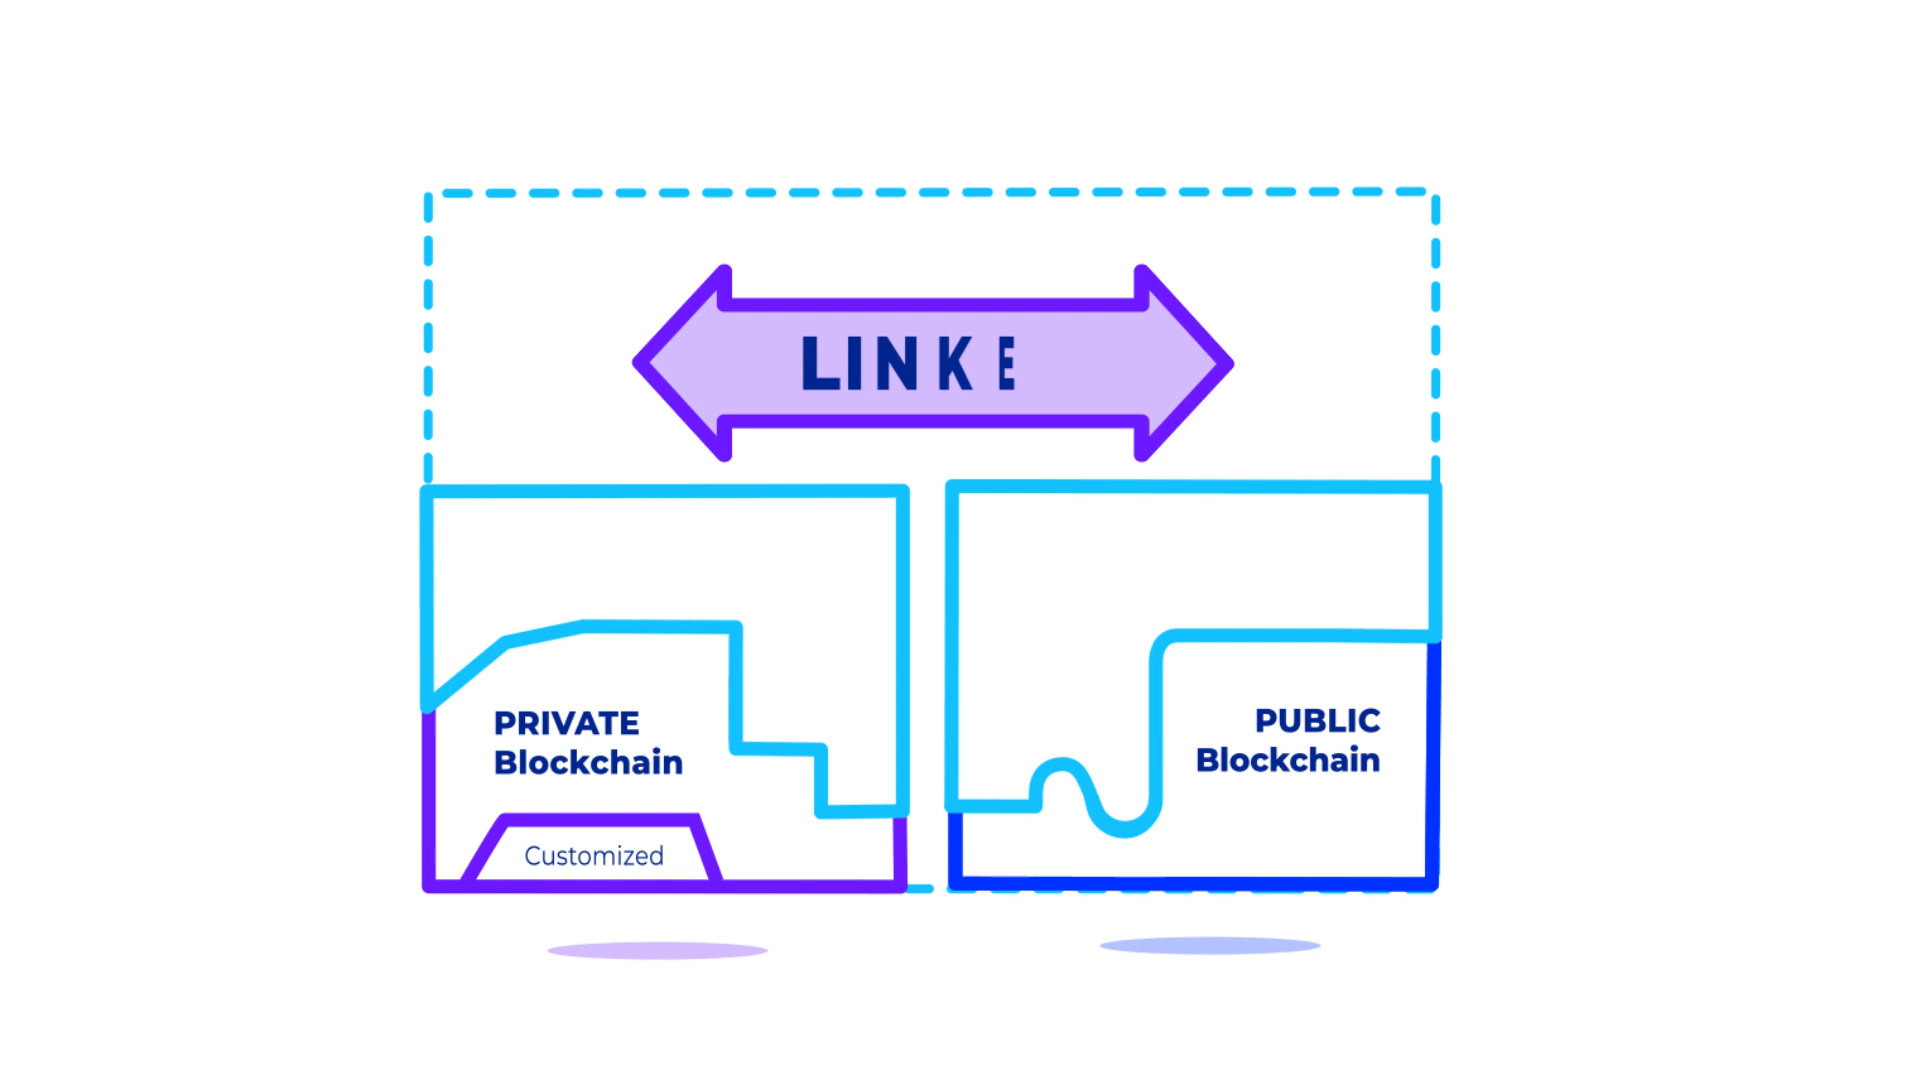 LINKE
PRIVATE
Blockchain
Customized
PUBLIC
Blockchain